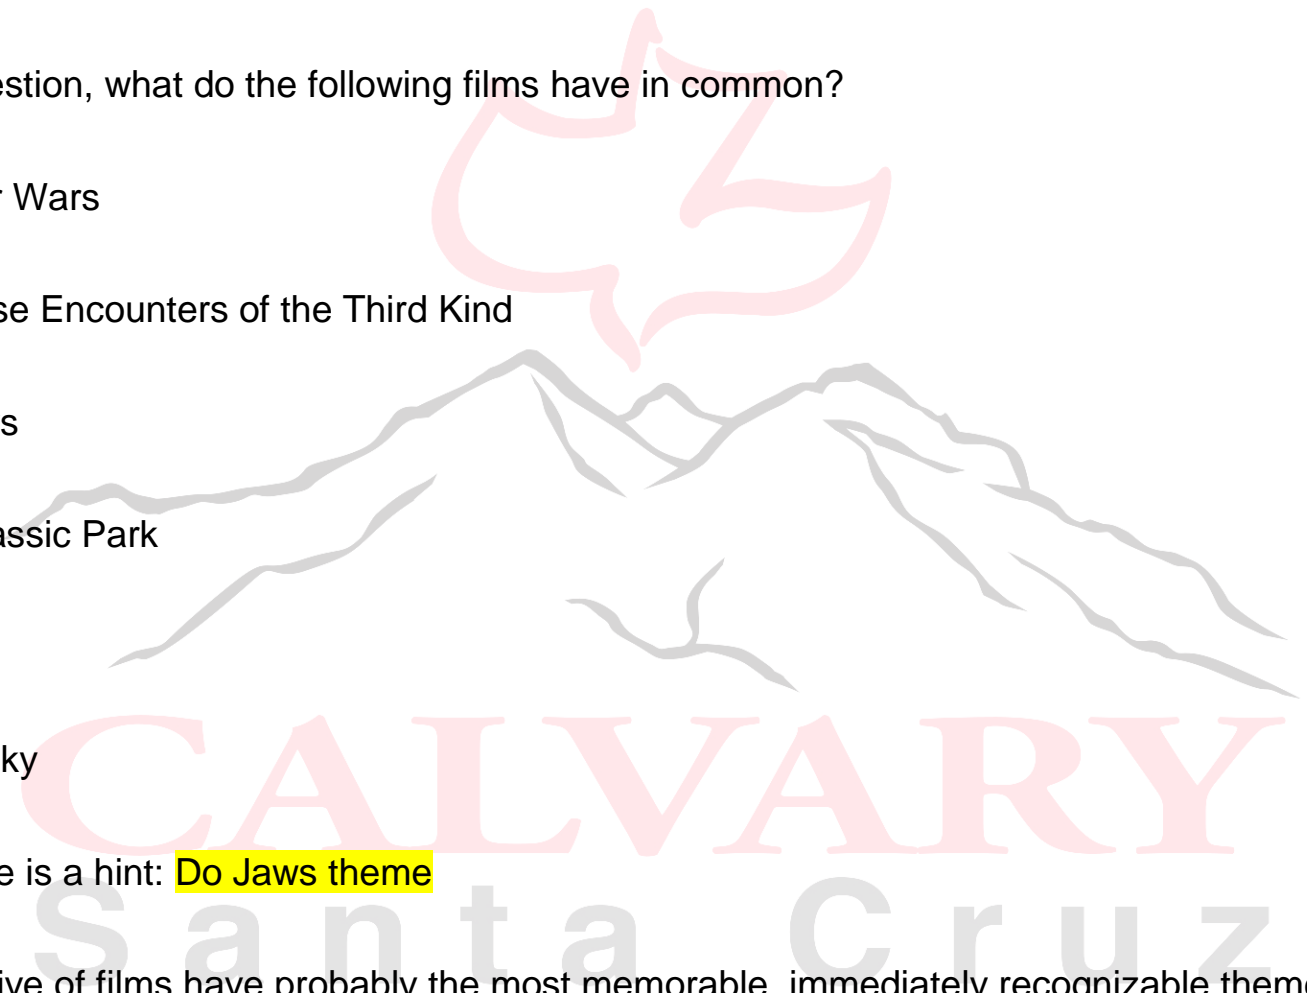 estion, what do the following films have in common?
r Wars
se Encounters of the Third Kind
s
assic Park
ky
e is a hint: Do Jaws theme
ive of films have probably the most memorable, immediately recognizable theme
CALVARY
Santa Cruz